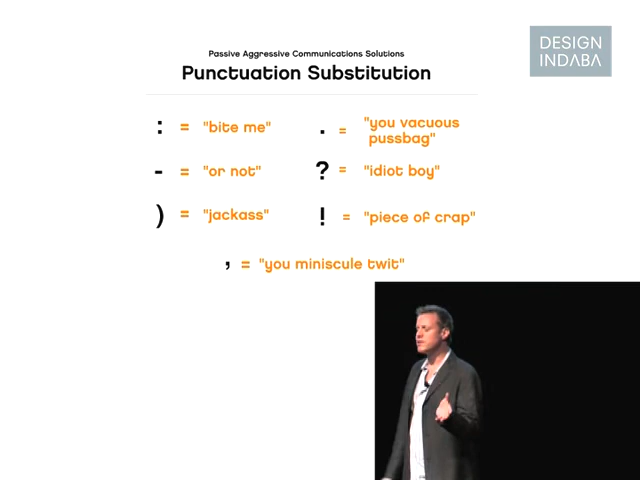 DESIGN
INDABA
Passive Aggressive Communications Solutions
Punctuation Substitution
: = "bite me"
. = "you vacuous
pussbag"
- = "or not"
? = "idiot boy"
) = "jackass"
! = "piece of crap"
, = "you miniscule twit"